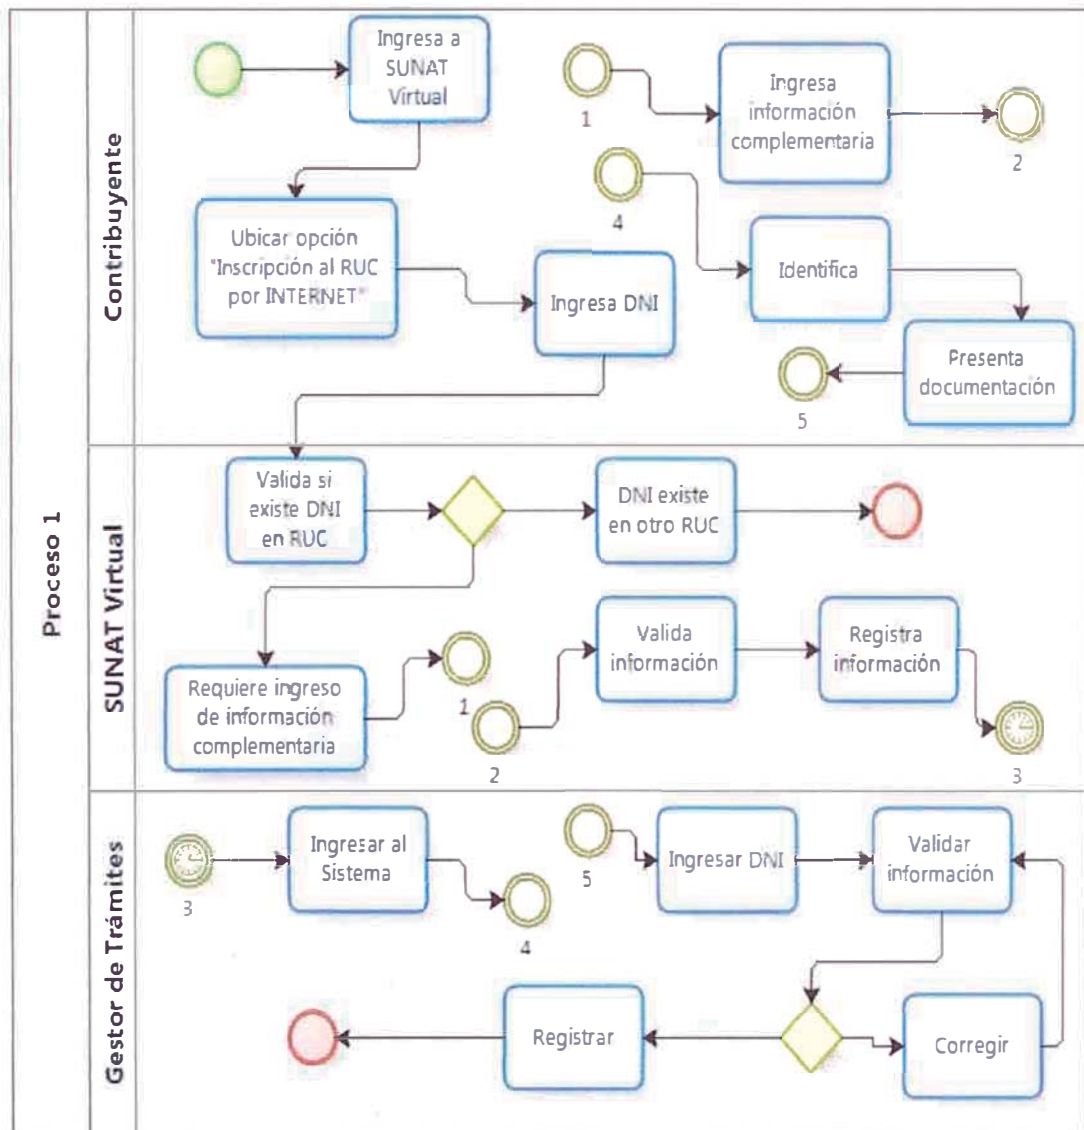 Proceso 1
Contribuyente
Ingresa a
SUNAT
Virtual
1
Ingresa
información
complementaria
2
4
Ubicar opción
"Inscripción al RUC
por INTERNET"
Ingresa DNI
Identifica
Presenta
documentación
5
SUNAT Virtual
Valida si
existe DNI
en RUC
DNI existe
en otro RUC
Requiere ingreso
de información
complementaria
1
2
Valida
información
Registra
información
3
Gestor de Trámites
3
Ingresar al
Sistema
4
5
Ingresar DNI
Validar
información
Registrar
Corregir